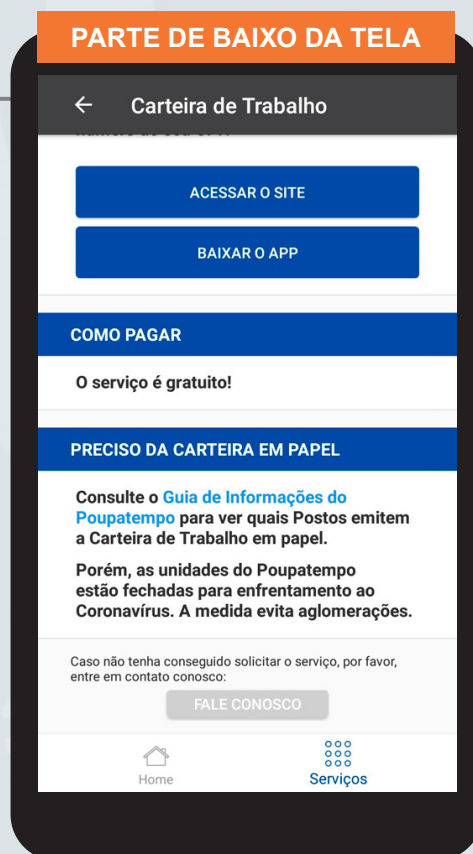 PARTE DE BAIXO DA TELA
Carteira de Trabalho
ACESSAR O SITE
BAIXAR O APP
COMO PAGAR
O serviço é gratuito!
PRECISO DA CARTEIRA EM PAPEL
Consulte o Guia de Informações do
Poupatempo para ver quais Postos emitem
a Carteira de Trabalho em papel.
Porém, as unidades do Poupatempo
estão fechadas para enfrentamento ao
Coronavírus. A medida evita aglomerações.
Caso não tenha conseguido solicitar o serviço, por favor,
entre em contato conosco:
FALE CONOSCO
Home
Serviços